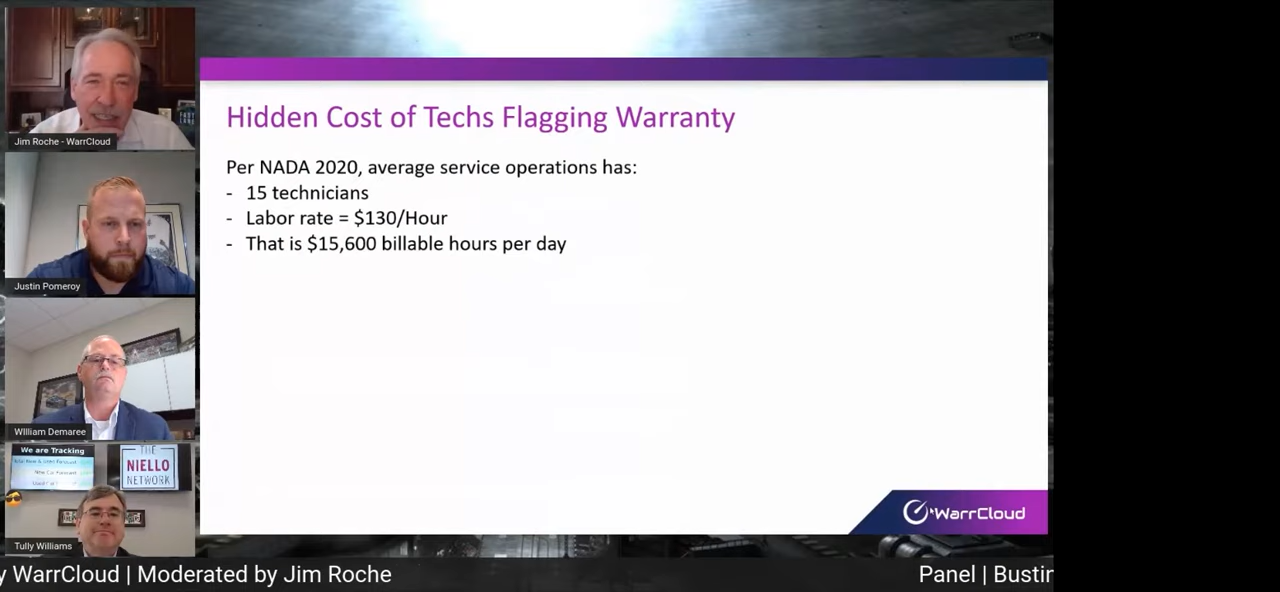 Jim Roche - WarrCloud
Justin Pomeroy
William Demaree
We are Tracking
THE
NIELLO
NETWORK
Tully Williams
Hidden Cost of Techs Flagging Warranty
Per NADA 2020, average service operations has:
- 15 technicians
- Labor rate = $130/Hour
- That is $15,600 billable hours per day
WarrCloud
y WarrCloud | Moderated by Jim Roche
Panel | Bustin